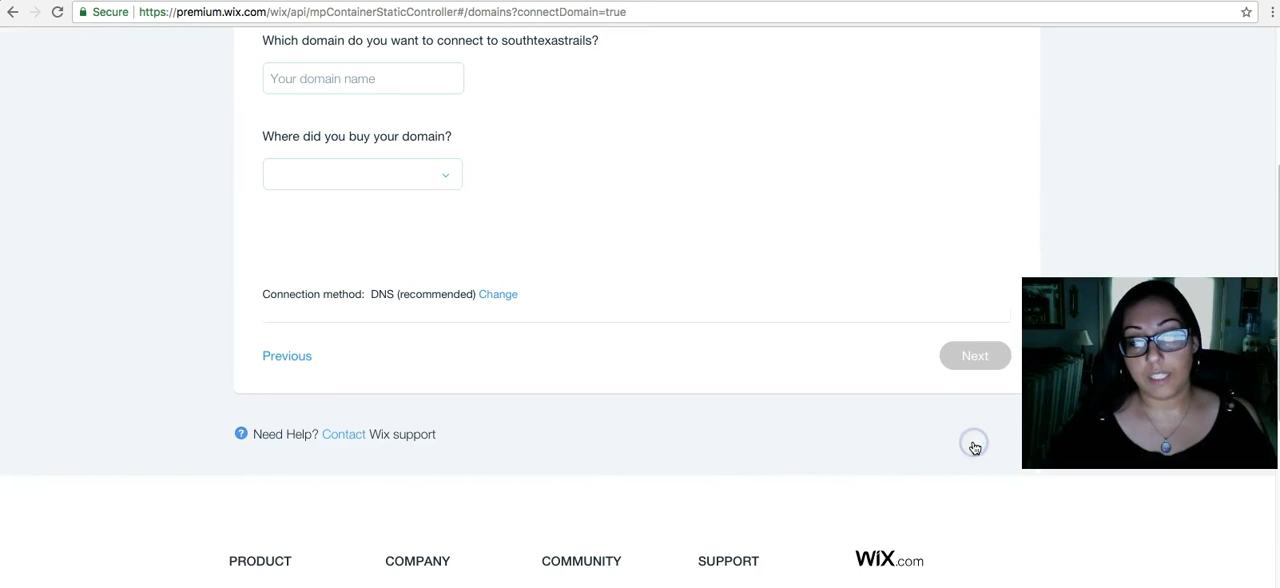 Secure https://premium.wix.com/wix/api/mpContainerStaticController#/domains?connectDomain=true
Which domain do you want to connect to southtexastrails?
Your domain name
Where did you buy your domain?
Connection method: DNS (recommended) Change
Previous
Next
? Need Help? Contact Wix support
PRODUCT COMPANY COMMUNITY SUPPORT WIX.com